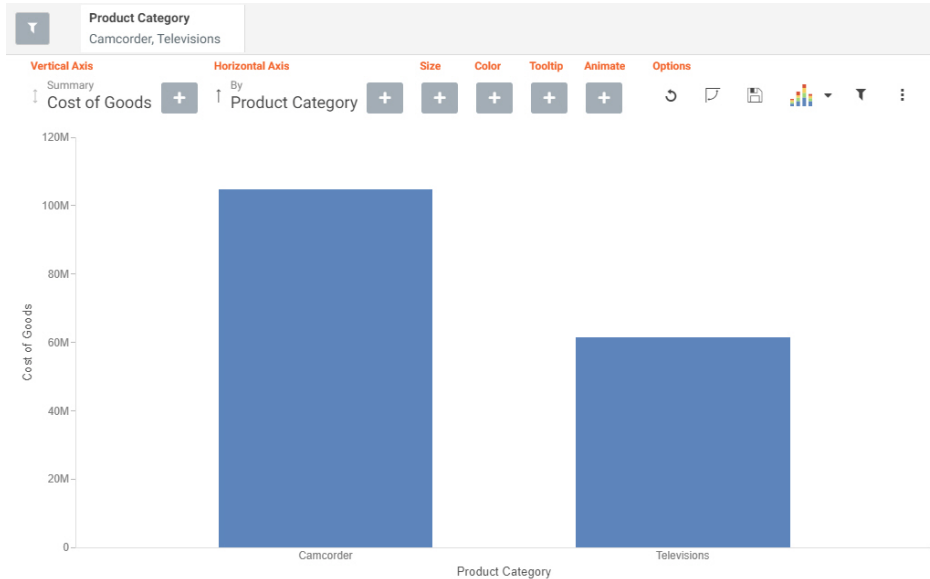 Product Category
Camcorder, Televisions
Vertical Axis Horizontal Axis Size Color Tooltip Animate Options
Summary By
Cost of Goods Product Category
120M
100M
80M
60M
40M
20M
0
Cost of Goods
Camcorder Televisions
Product Category